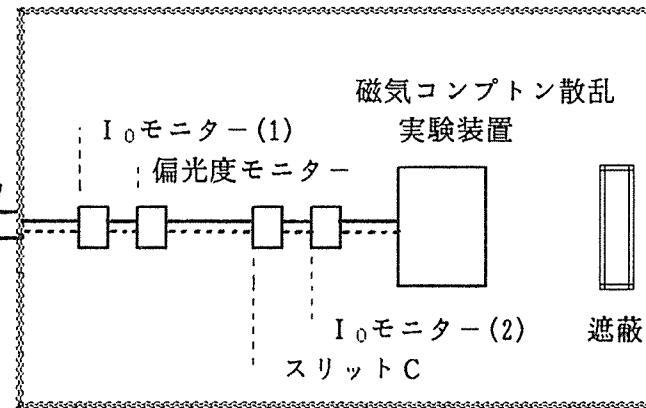 磁気コンプトン散乱
実験装置
I₀モニター(1)
偏光度モニター
I₀モニター(2)
遮蔽
スリットC